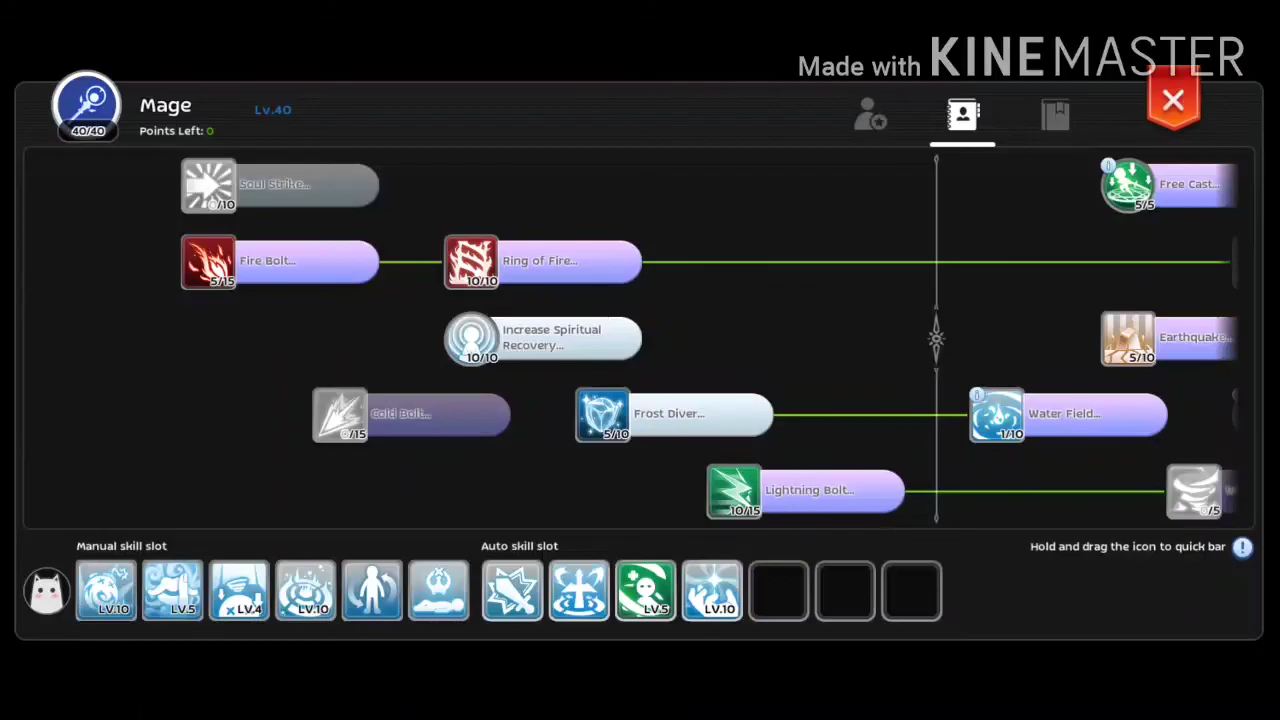 Made with KINEMASTER
Mage
Lv.40
40/40
Points Left: 0
Soul Strike...
0/10
Free Cast...
5/5
Fire Bolt...
5/15
Ring of Fire...
10/10
Increase Spiritual
Recovery...
10/10
Earthquake...
5/10
Cold Bolt...
0/15
Frost Diver...
5/10
Water Field...
1/10
Lightning Bolt...
10/15
0/5
Manual skill slot
Auto skill slot
Hold and drag the icon to quick bar
LV.10
LV.5
LV.4
LV.10
LV.5
LV.10